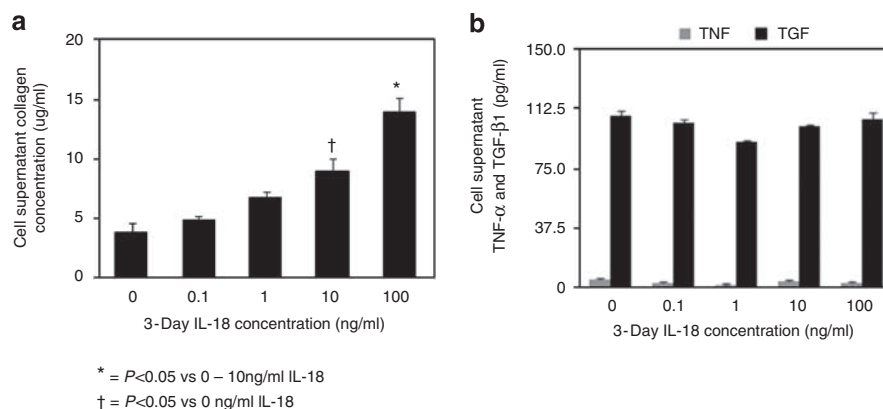 a
Cell supernatant collagen
concentration (ug/ml)
20
15
10
5
0
*
†
0 0.1 1 10 100
3-Day IL-18 concentration (ng/ml)
* = P<0.05 vs 0 – 10ng/ml IL-18
† = P<0.05 vs 0 ng/ml IL-18
b
TNF TGF
Cell supernatant
TNF-α and TGF-β1 (pg/ml)
150.0
112.5
75.0
37.5
0
0 0.1 1 10 100
3-Day IL-18 concentration (ng/ml)